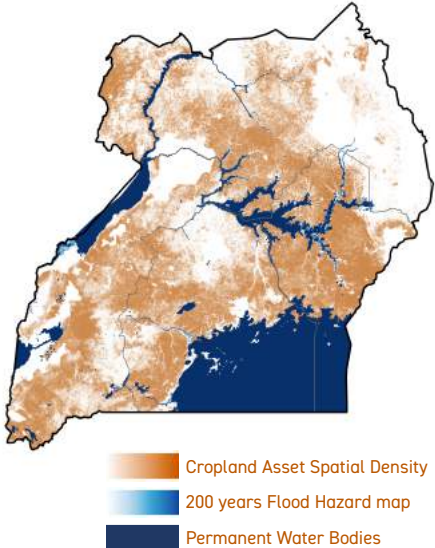 Cropland Asset Spatial Density
200 years Flood Hazard map
Permanent Water Bodies